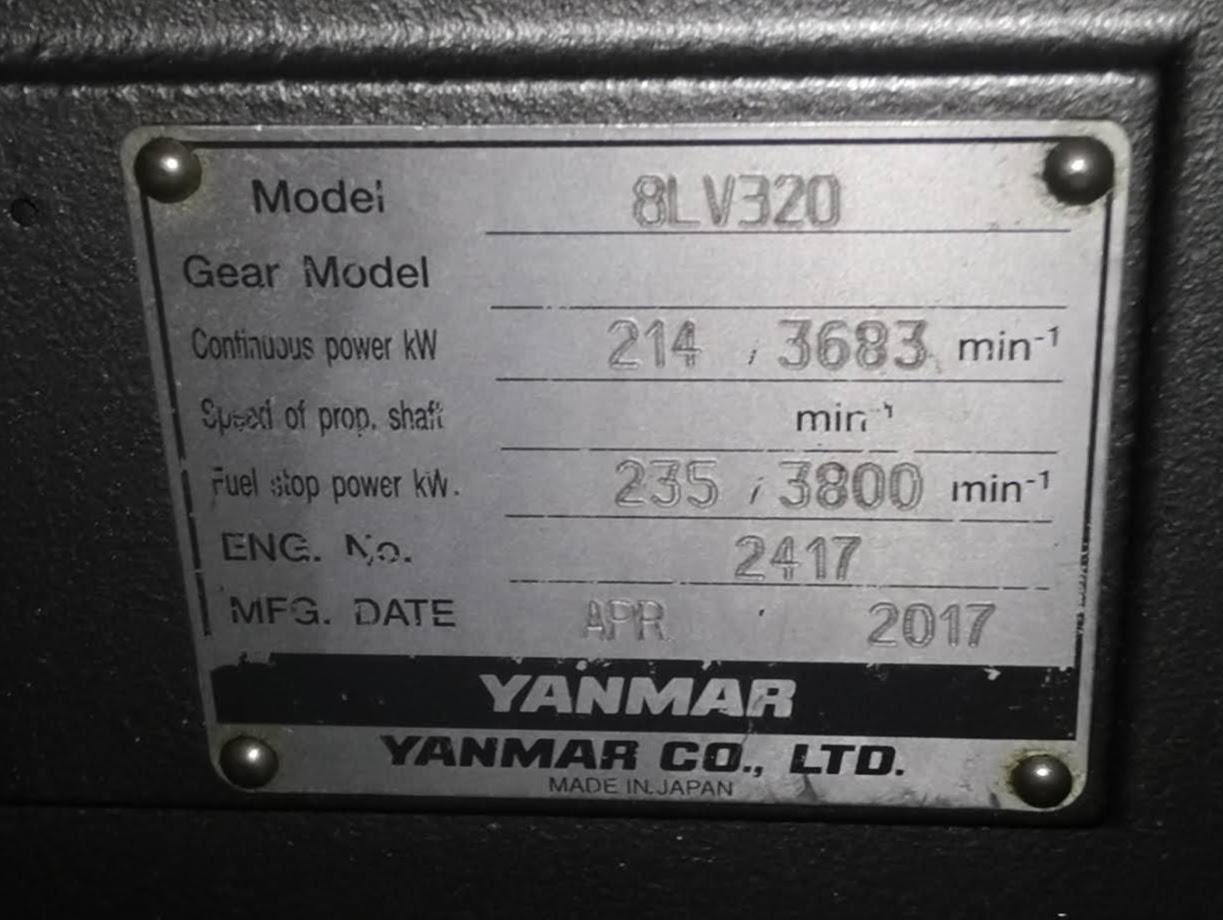 Model 8LV320
Gear Model
Continuous power kW 214 / 3683 min⁻¹
Speed of prop. shaft min⁻¹
Fuel stop power kW. 235 / 3800 min⁻¹
ENG. No. 2417
MFG. DATE APR. 2017
YANMAR
YANMAR CO., LTD.
MADE IN JAPAN